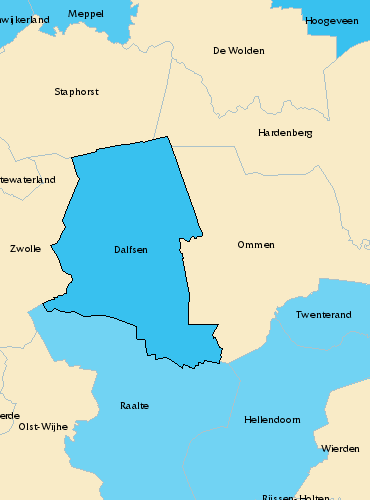 nwijkerland
Meppel
Hoogeveen
De Wolden
Staphorst
Hardenberg
tewaterland
Zwolle
Dalfsen
Ommen
Twenterand
Raalte
erde
Olst-Wijhe
Hellendoorn
Wierden
Rijssen-Holten